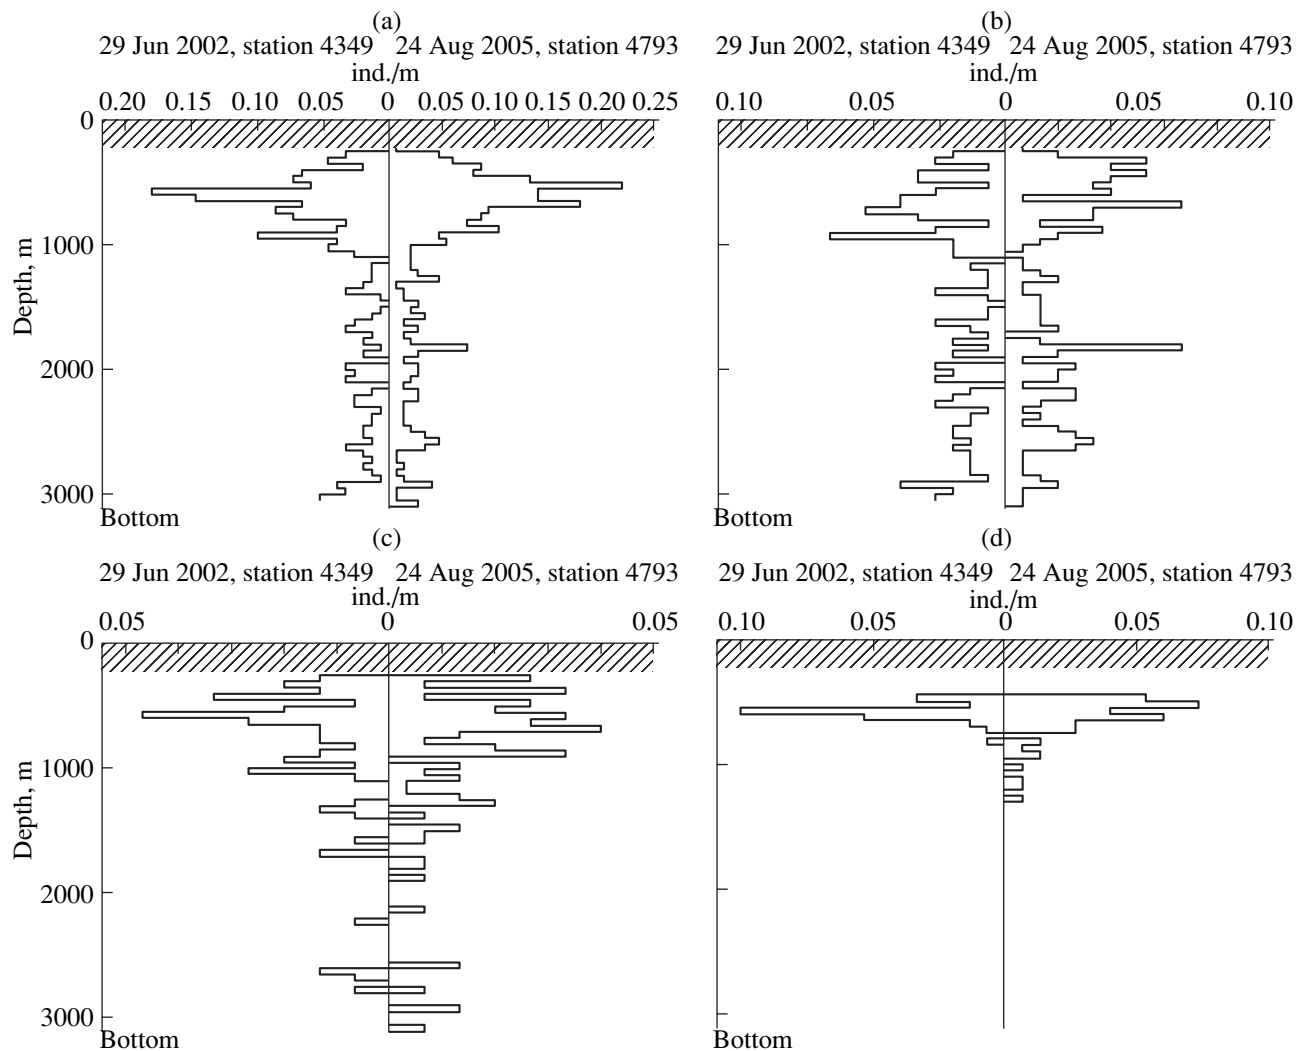 (a)
29 Jun 2002, station 4349 24 Aug 2005, station 4793
ind./m
0.20 0.15 0.10 0.05 0 0.05 0.10 0.15 0.20 0.25
0
1000
2000
3000
Depth, m
Bottom
(b)
29 Jun 2002, station 4349 24 Aug 2005, station 4793
ind./m
0.10 0.05 0 0.05 0.10
Bottom
(c)
29 Jun 2002, station 4349 24 Aug 2005, station 4793
ind./m
0.05 0 0.05
0
1000
2000
3000
Depth, m
Bottom
(d)
29 Jun 2002, station 4349 24 Aug 2005, station 4793
ind./m
0.10 0.05 0 0.05 0.10
Bottom